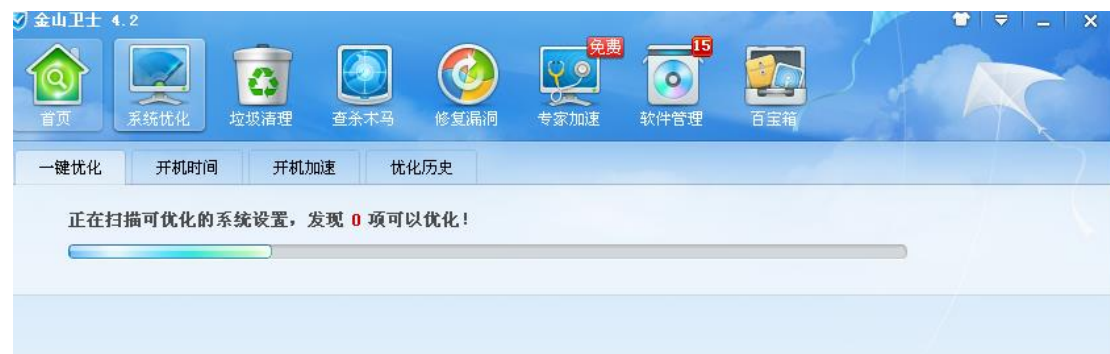 金山卫士 4.2
免费
15
首页 系统优化 垃圾清理 查杀木马 修复漏洞 专家加速 软件管理 百宝箱
一键优化 开机时间 开机加速 优化历史
正在扫描可优化的系统设置，发现 0 项可以优化！